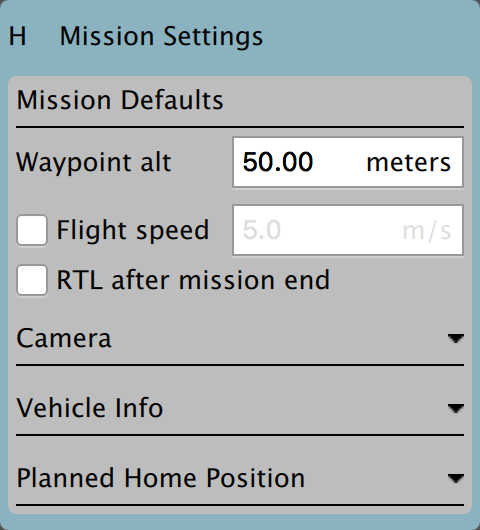 H Mission Settings
Mission Defaults
Waypoint alt 50.00 meters
Flight speed 5.0 m/s
RTL after mission end
Camera
Vehicle Info
Planned Home Position